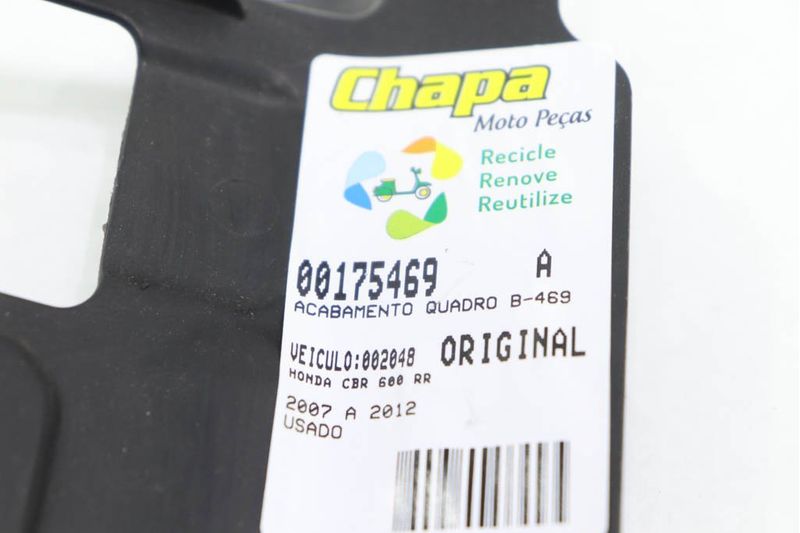 Chapa
Moto Peças
Recicle
Renove
Reutilize
00175469 A
ACABAMENTO QUADRO B-469
VEICULO:002048 ORIGINAL
HONDA CBR 600 RR
2007 A 2012
USADO